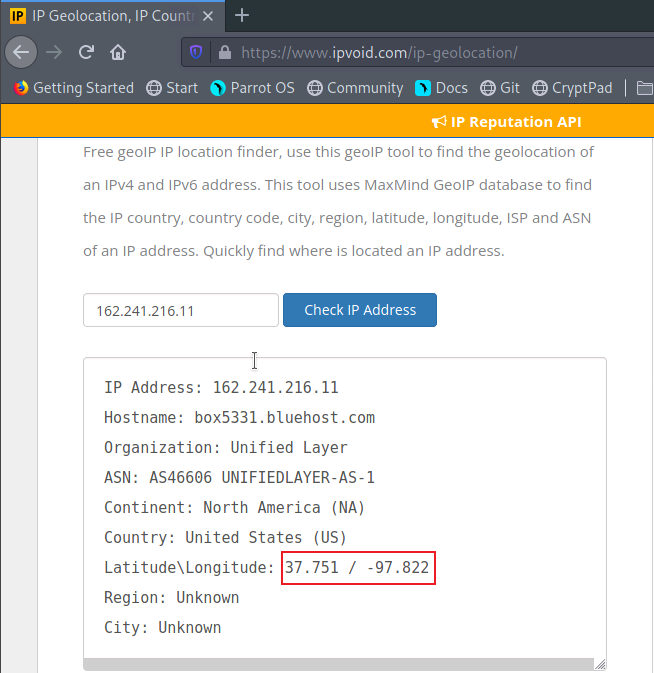 IP IP Geolocation, IP Count
https://www.ipvoid.com/ip-geolocation/
Getting Started Start Parrot OS Community Docs Git CryptPad
IP Reputation API
Free geoIP IP location finder, use this geoIP tool to find the geolocation of
an IPv4 and IPv6 address. This tool uses MaxMind GeoIP database to find
the IP country, country code, city, region, latitude, longitude, ISP and ASN
of an IP address. Quickly find where is located an IP address.
162.241.216.11 Check IP Address
IP Address: 162.241.216.11
Hostname: box5331.bluehost.com
Organization: Unified Layer
ASN: AS46606 UNIFIEDLAYER-AS-1
Continent: North America (NA)
Country: United States (US)
Latitude\Longitude: 37.751 / -97.822
Region: Unknown
City: Unknown